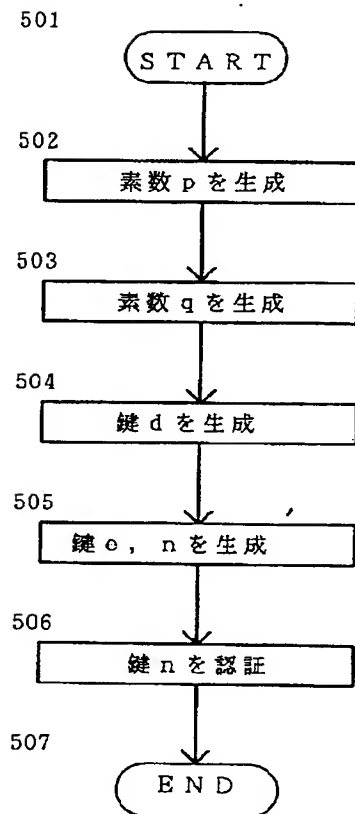 501
START
502
素数pを生成
503
素数qを生成
504
鍵dを生成
505
鍵e, nを生成
506
鍵nを認証
507
END